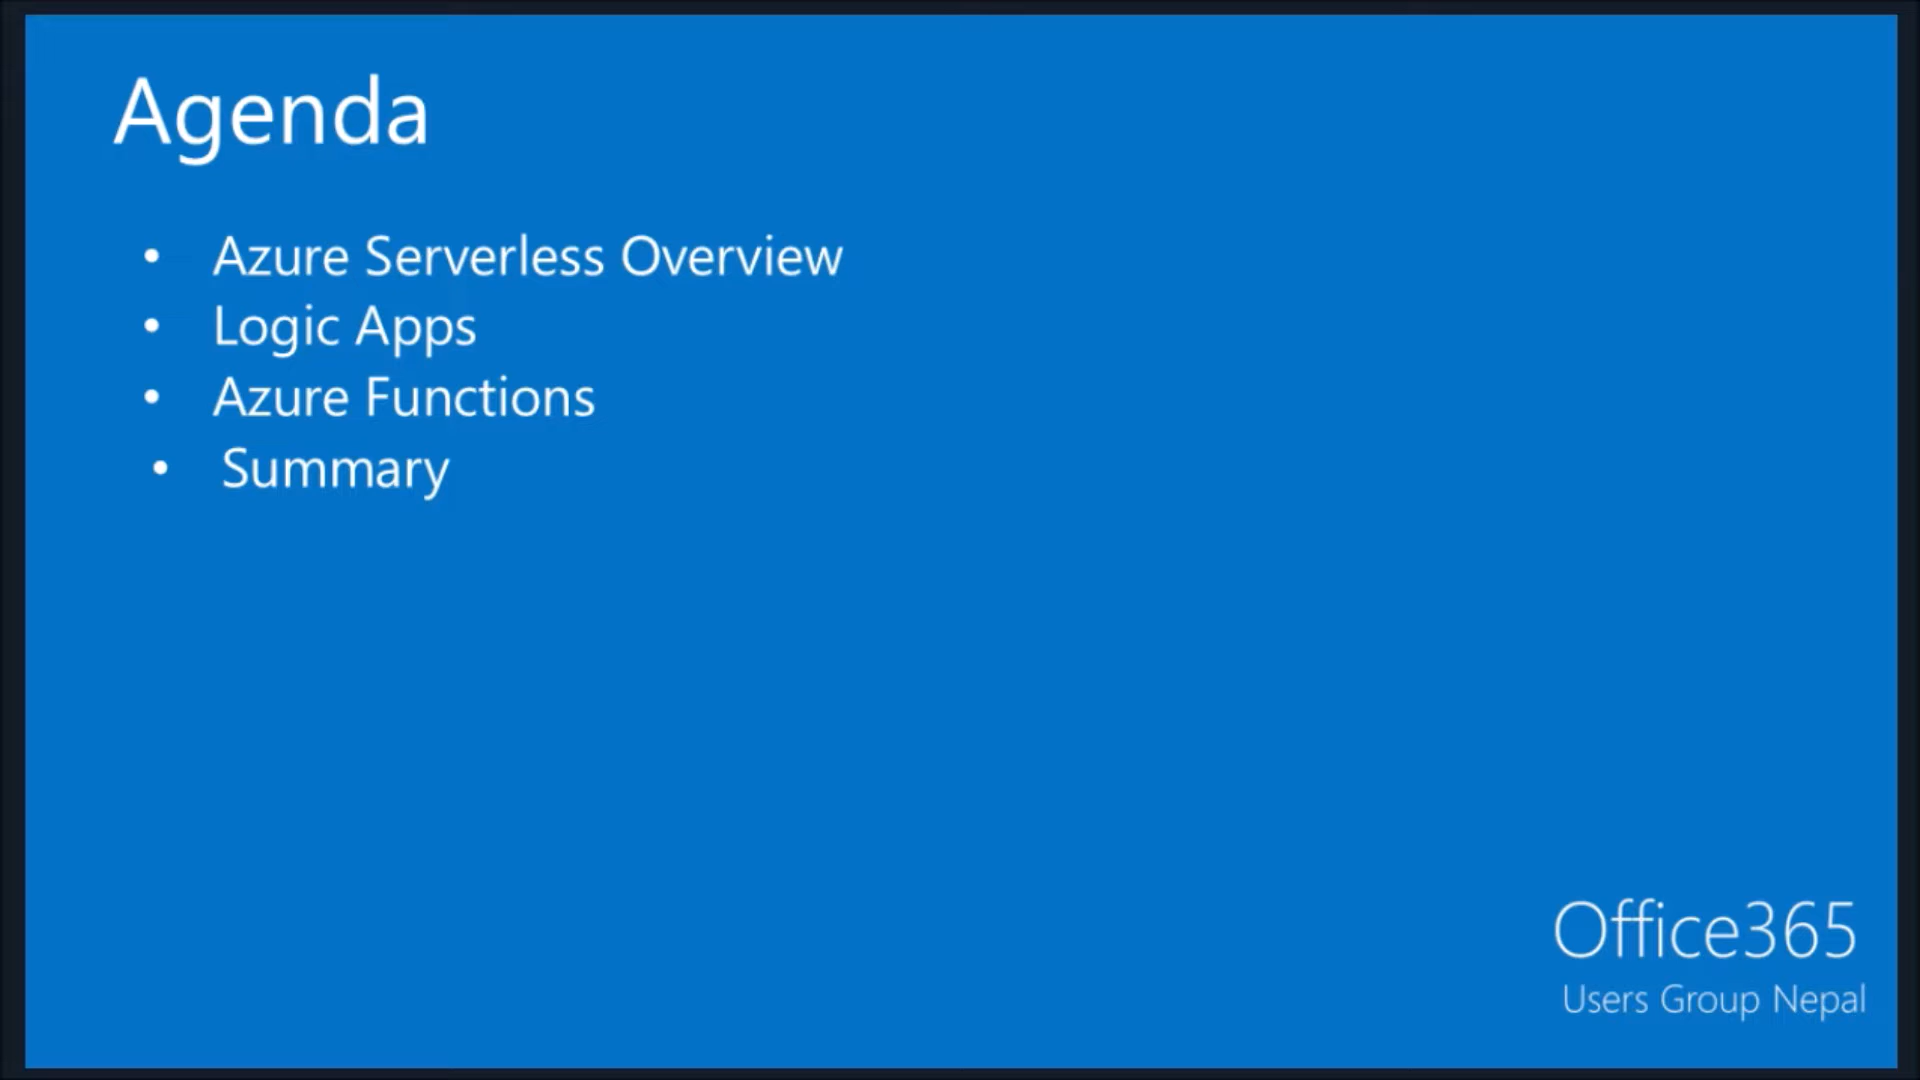 Agenda
• Azure Serverless Overview
• Logic Apps
• Azure Functions
• Summary
Office365
Users Group Nepal